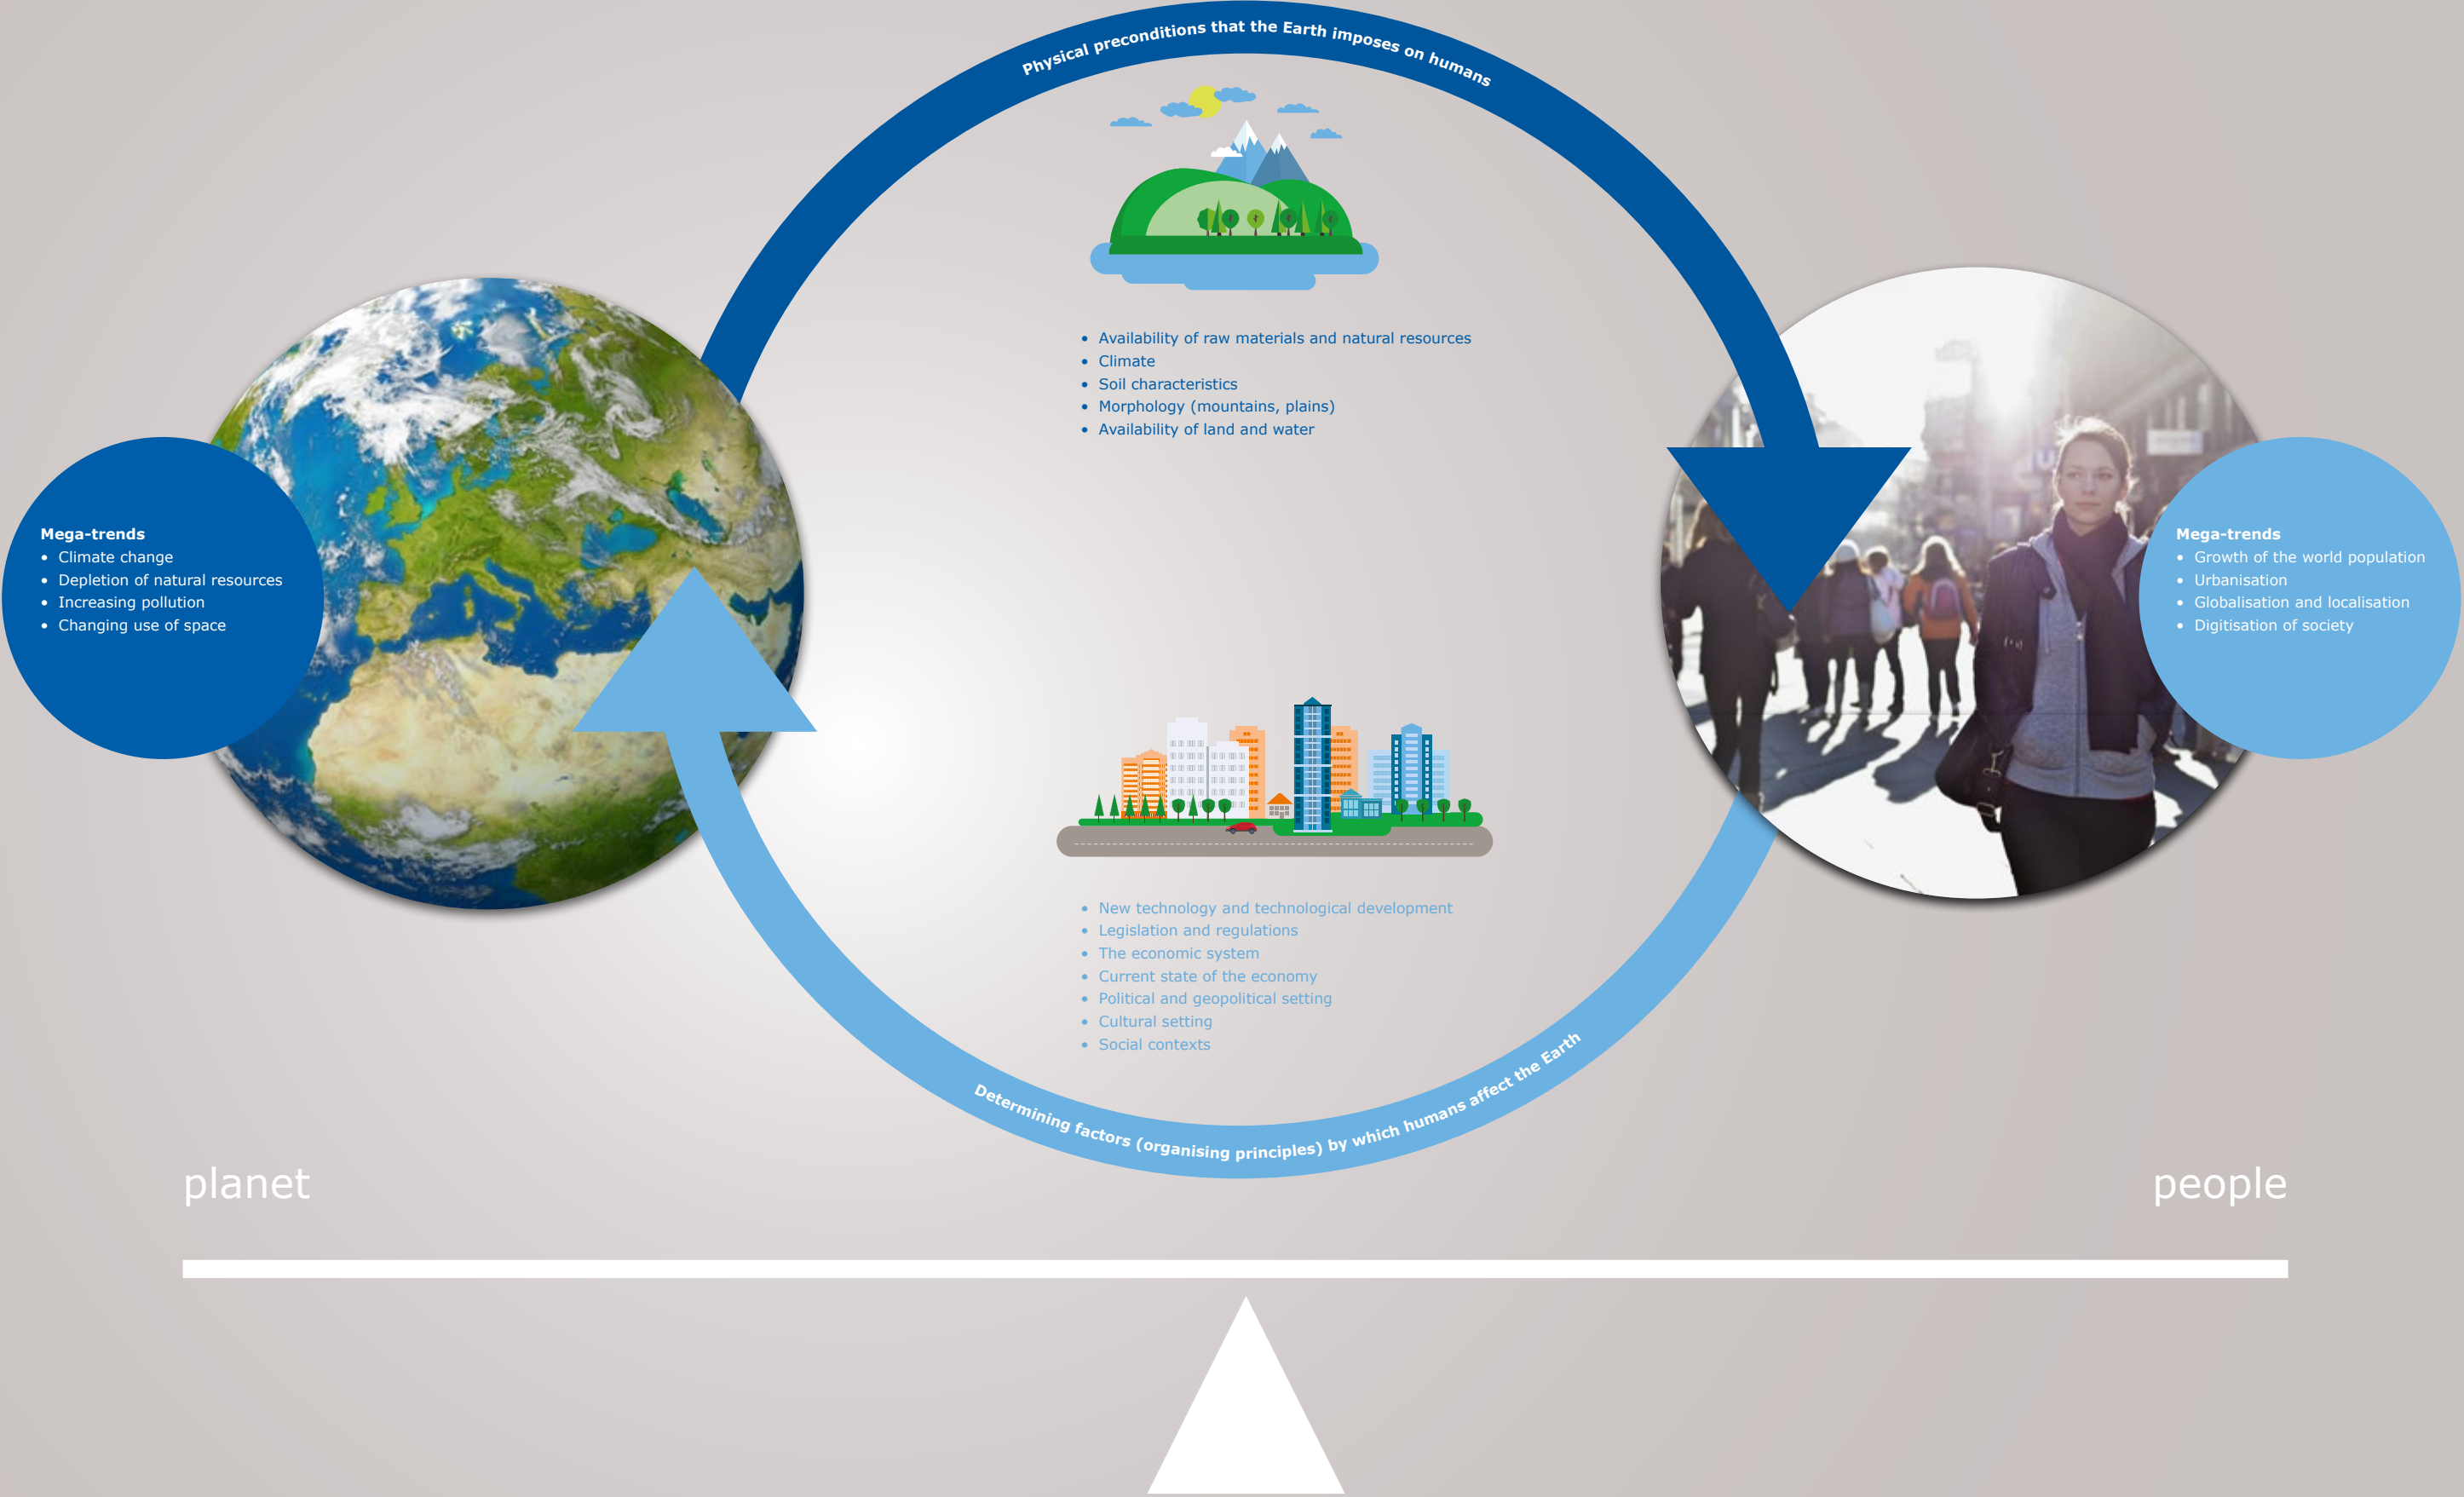 Physical preconditions that the Earth imposes on humans
• Availability of raw materials and natural resources
• Climate
• Soil characteristics
• Morphology (mountains, plains)
• Availability of land and water
Mega-trends
• Climate change
• Depletion of natural resources
• Increasing pollution
• Changing use of space
Mega-trends
• Growth of the world population
• Urbanisation
• Globalisation and localisation
• Digitisation of society
• New technology and technological development
• Legislation and regulations
• The economic system
• Current state of the economy
• Political and geopolitical setting
• Cultural setting
• Social contexts
Determining factors (organising principles) by which humans affect the Earth
planet
people